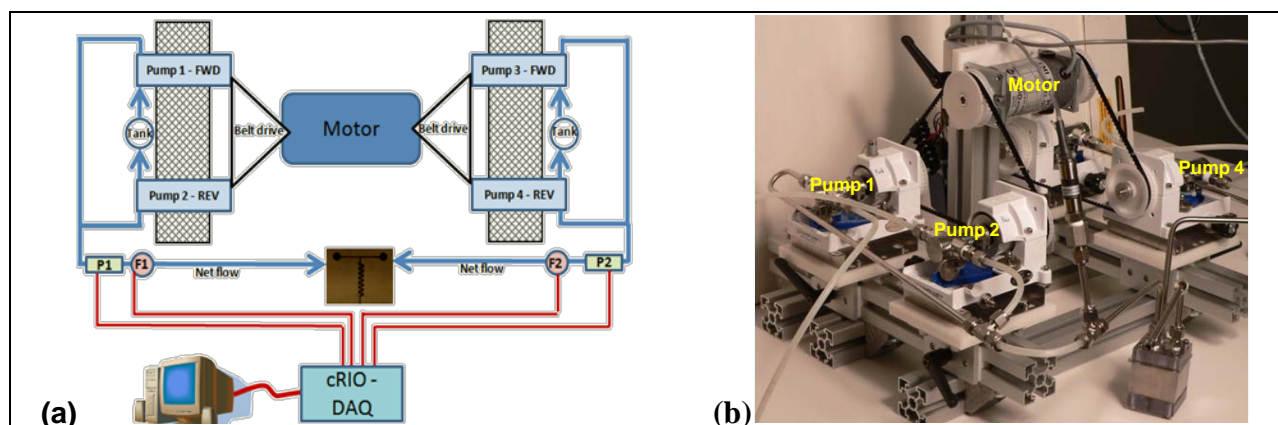 Pump 1 - FWD
Pump 3 - FWD
Tank
Belt drive
Motor
Belt drive
Tank
Pump 2 - REV
Pump 4 - REV
P1
F1
Net flow
Net flow
F2
P2
cRIO -
DAQ
(a)
Motor
Pump 1
Pump 4
Pump 2
(b)